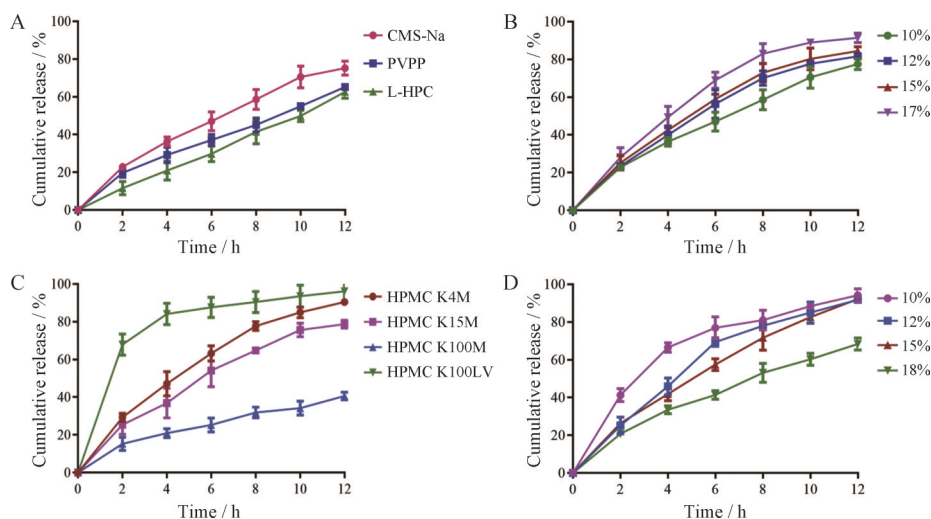 A
Cumulative release / %
100
80
60
40
20
0
0 2 4 6 8 10 12
Time / h
CMS-Na
PVPP
L-HPC
B
Cumulative release / %
100
80
60
40
20
0
0 2 4 6 8 10 12
Time / h
10%
12%
15%
17%
C
Cumulative release / %
100
80
60
40
20
0
0 2 4 6 8 10 12
Time / h
HPMC K4M
HPMC K15M
HPMC K100M
HPMC K100LV
D
Cumulative release / %
100
80
60
40
20
0
0 2 4 6 8 10 12
Time / h
10%
12%
15%
18%